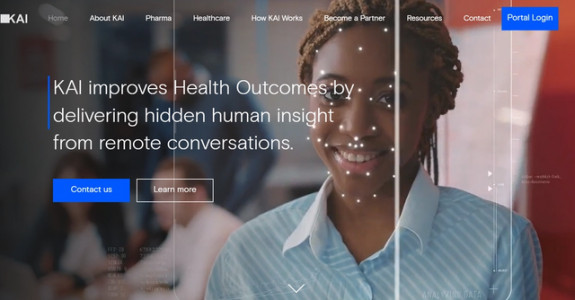 KAI
Home About KAI Pharma Healthcare How KAI Works Become a Partner Resources Contact Portal Login
KAI improves Health Outcomes by
delivering hidden human insight
from remote conversations.
Contact us Learn more